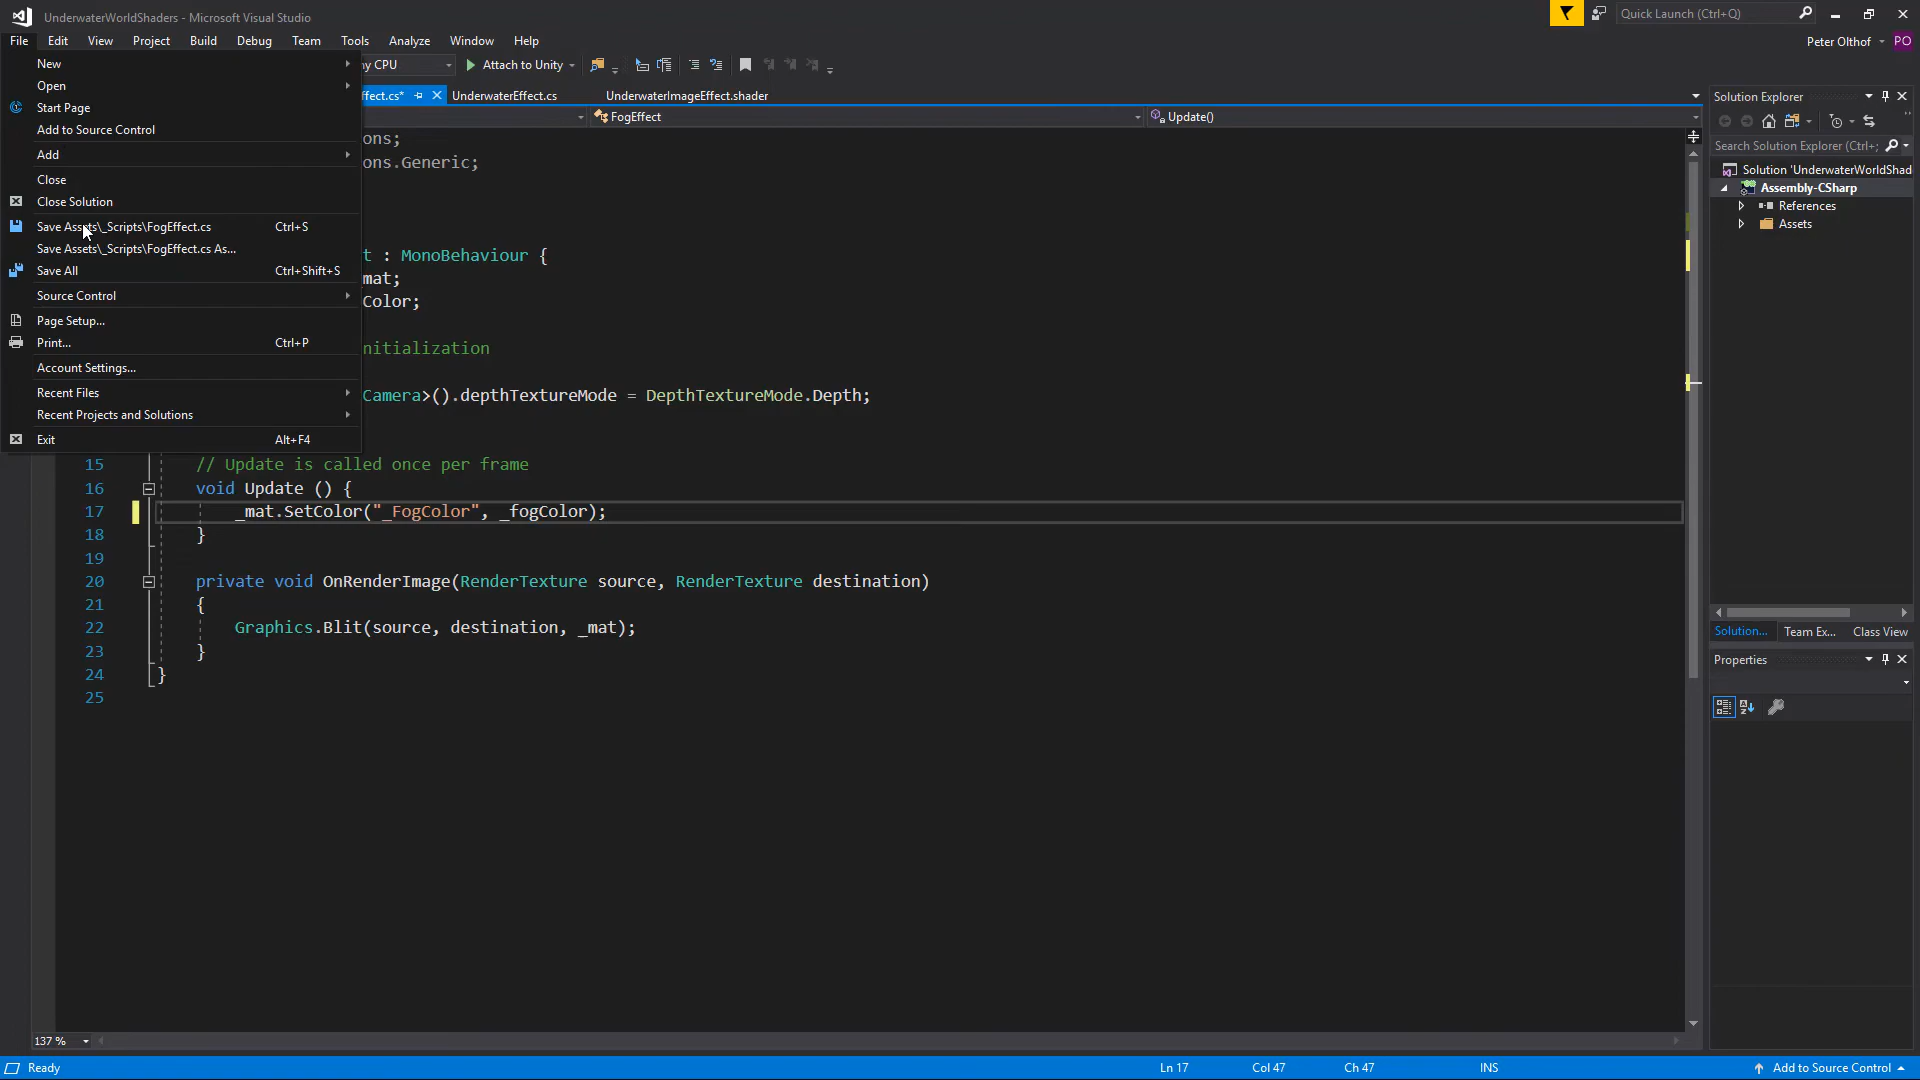 UnderwaterWorldShaders - Microsoft Visual Studio
Quick Launch (Ctrl+Q)
File Edit View Project Build Debug Team Tools Analyze Window Help
Peter Olthof PO
New
Open
Start Page
Add to Source Control
Add
Close
Close Solution
Save Assets\_Scripts\FogEffect.cs Ctrl+S
Save Assets\_Scripts\FogEffect.cs As...
Save All Ctrl+Shift+S
Source Control
Page Setup...
Print... Ctrl+P
Account Settings...
Recent Files
Recent Projects and Solutions
Exit Alt+F4
ny CPU Attach to Unity
ffect.cs* UnderwaterEffect.cs UnderwaterImageEffect.shader
FogEffect Update()
ons;
ons.Generic;
t : MonoBehaviour {
mat;
Color;
nitialization
Camera>().depthTextureMode = DepthTextureMode.Depth;
15 // Update is called once per frame
16 void Update () {
17 _mat.SetColor("_FogColor", _fogColor);
18 }
19
20 private void OnRenderImage(RenderTexture source, RenderTexture destination)
21 {
22 Graphics.Blit(source, destination, _mat);
23 }
24 }
25
Solution Explorer
Search Solution Explorer (Ctrl+;
Solution 'UnderwaterWorldShad
Assembly-CSharp
References
Assets
Solution... Team Ex... Class View
Properties
137 %
Ready Ln 17 Col 47 Ch 47 INS Add to Source Control